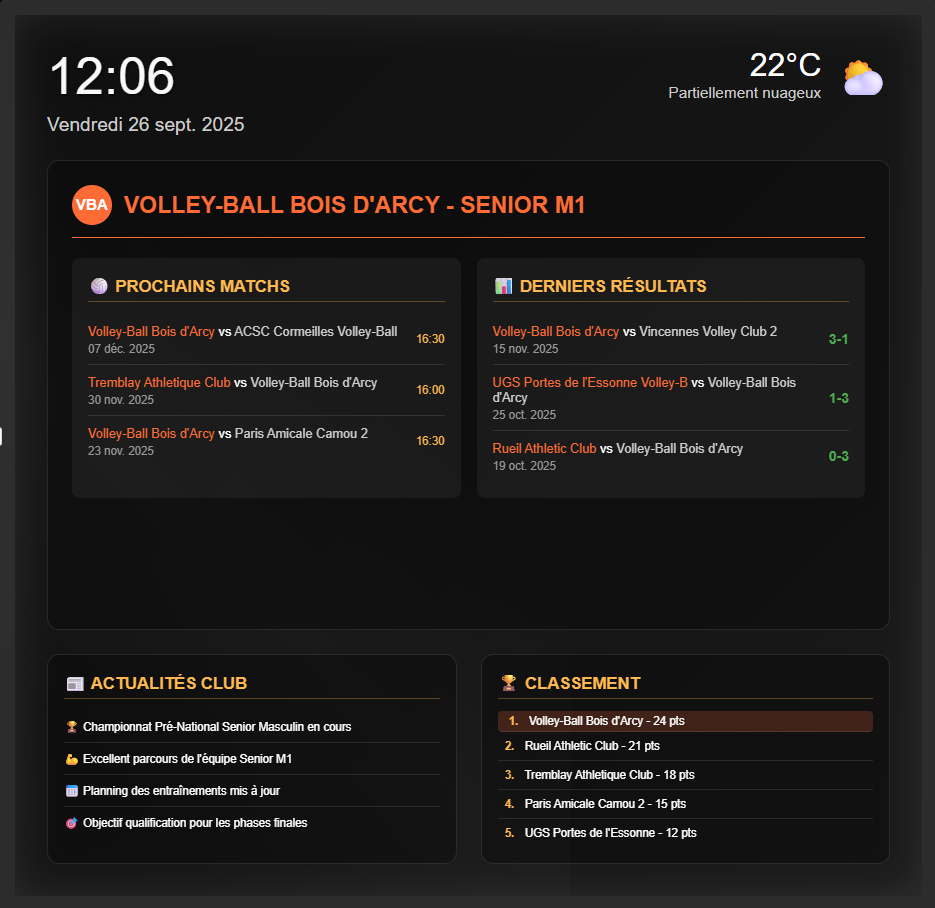 12:06
22°C
Partiellement nuageux
Vendredi 26 sept. 2025
VBA
VOLLEY-BALL BOIS D'ARCY - SENIOR M1
PROCHAINS MATCHS
Volley-Ball Bois d'Arcy vs ACSC Cormeilles Volley-Ball
07 déc. 2025
16:30
Tremblay Athletique Club vs Volley-Ball Bois d'Arcy
30 nov. 2025
16:00
Volley-Ball Bois d'Arcy vs Paris Amicale Camou 2
23 nov. 2025
16:30
DERNIERS RÉSULTATS
Volley-Ball Bois d'Arcy vs Vincennes Volley Club 2
15 nov. 2025
3-1
UGS Portes de l'Essonne Volley-B vs Volley-Ball Bois
d'Arcy
25 oct. 2025
1-3
Rueil Athletic Club vs Volley-Ball Bois d'Arcy
19 oct. 2025
0-3
ACTUALITÉS CLUB
Championnat Pré-National Senior Masculin en cours
Excellent parcours de l'équipe Senior M1
Planning des entraînements mis à jour
Objectif qualification pour les phases finales
CLASSEMENT
1. Volley-Ball Bois d'Arcy - 24 pts
2. Rueil Athletic Club - 21 pts
3. Tremblay Athletique Club - 18 pts
4. Paris Amicale Camou 2 - 15 pts
5. UGS Portes de l'Essonne - 12 pts